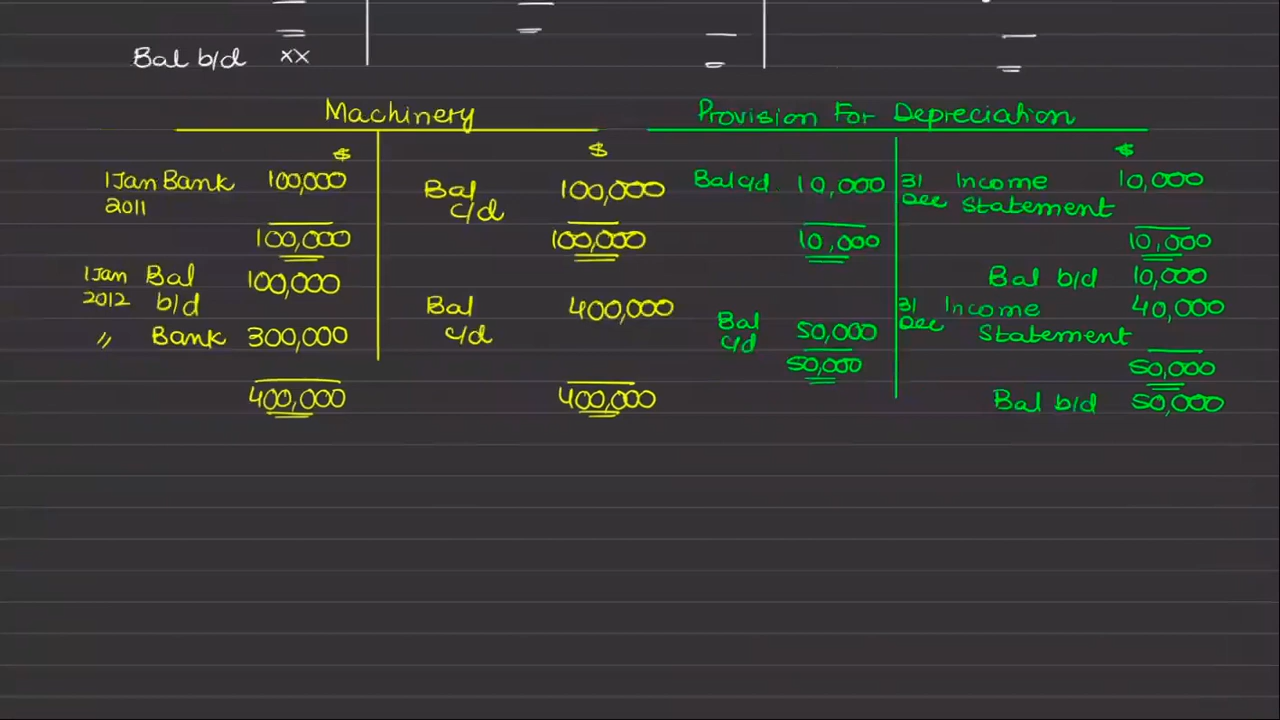 Bal b/d xx
Machinery
$ $
1 Jan Bank 100,000 Bal 100,000
2011 c/d
100,000 100,000
1 Jan Bal 100,000
2012 b/d
Bal 400,000
c/d
" Bank 300,000
400,000 400,000
Provision For Depreciation
$
Bal c/d 10,000 31 Income 10,000
Dec Statement
10,000 10,000
Bal b/d 10,000
31 Income 40,000
Dec Statement
Bal 50,000
c/d
50,000 50,000
Bal b/d 50,000